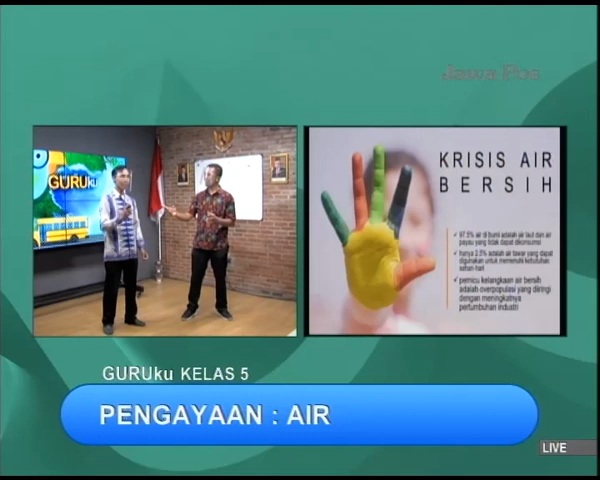 Jawa Pos
GURUku
KRISIS AIR
BERSIH
✓ 97.5% air di bumi adalah air laut dan air
payau yang tidak dapat dikonsumsi
✓ hanya 2.5% adalah air tawar yang dapat
digunakan untuk memenuhi kebutuhan
sehari-hari
✓ pemicu kelangkaan air bersih
adalah overpopulasi yang diiringi
dengan meningkatnya
pertumbuhan industri
GURUku KELAS 5
PENGAYAAN : AIR
LIVE